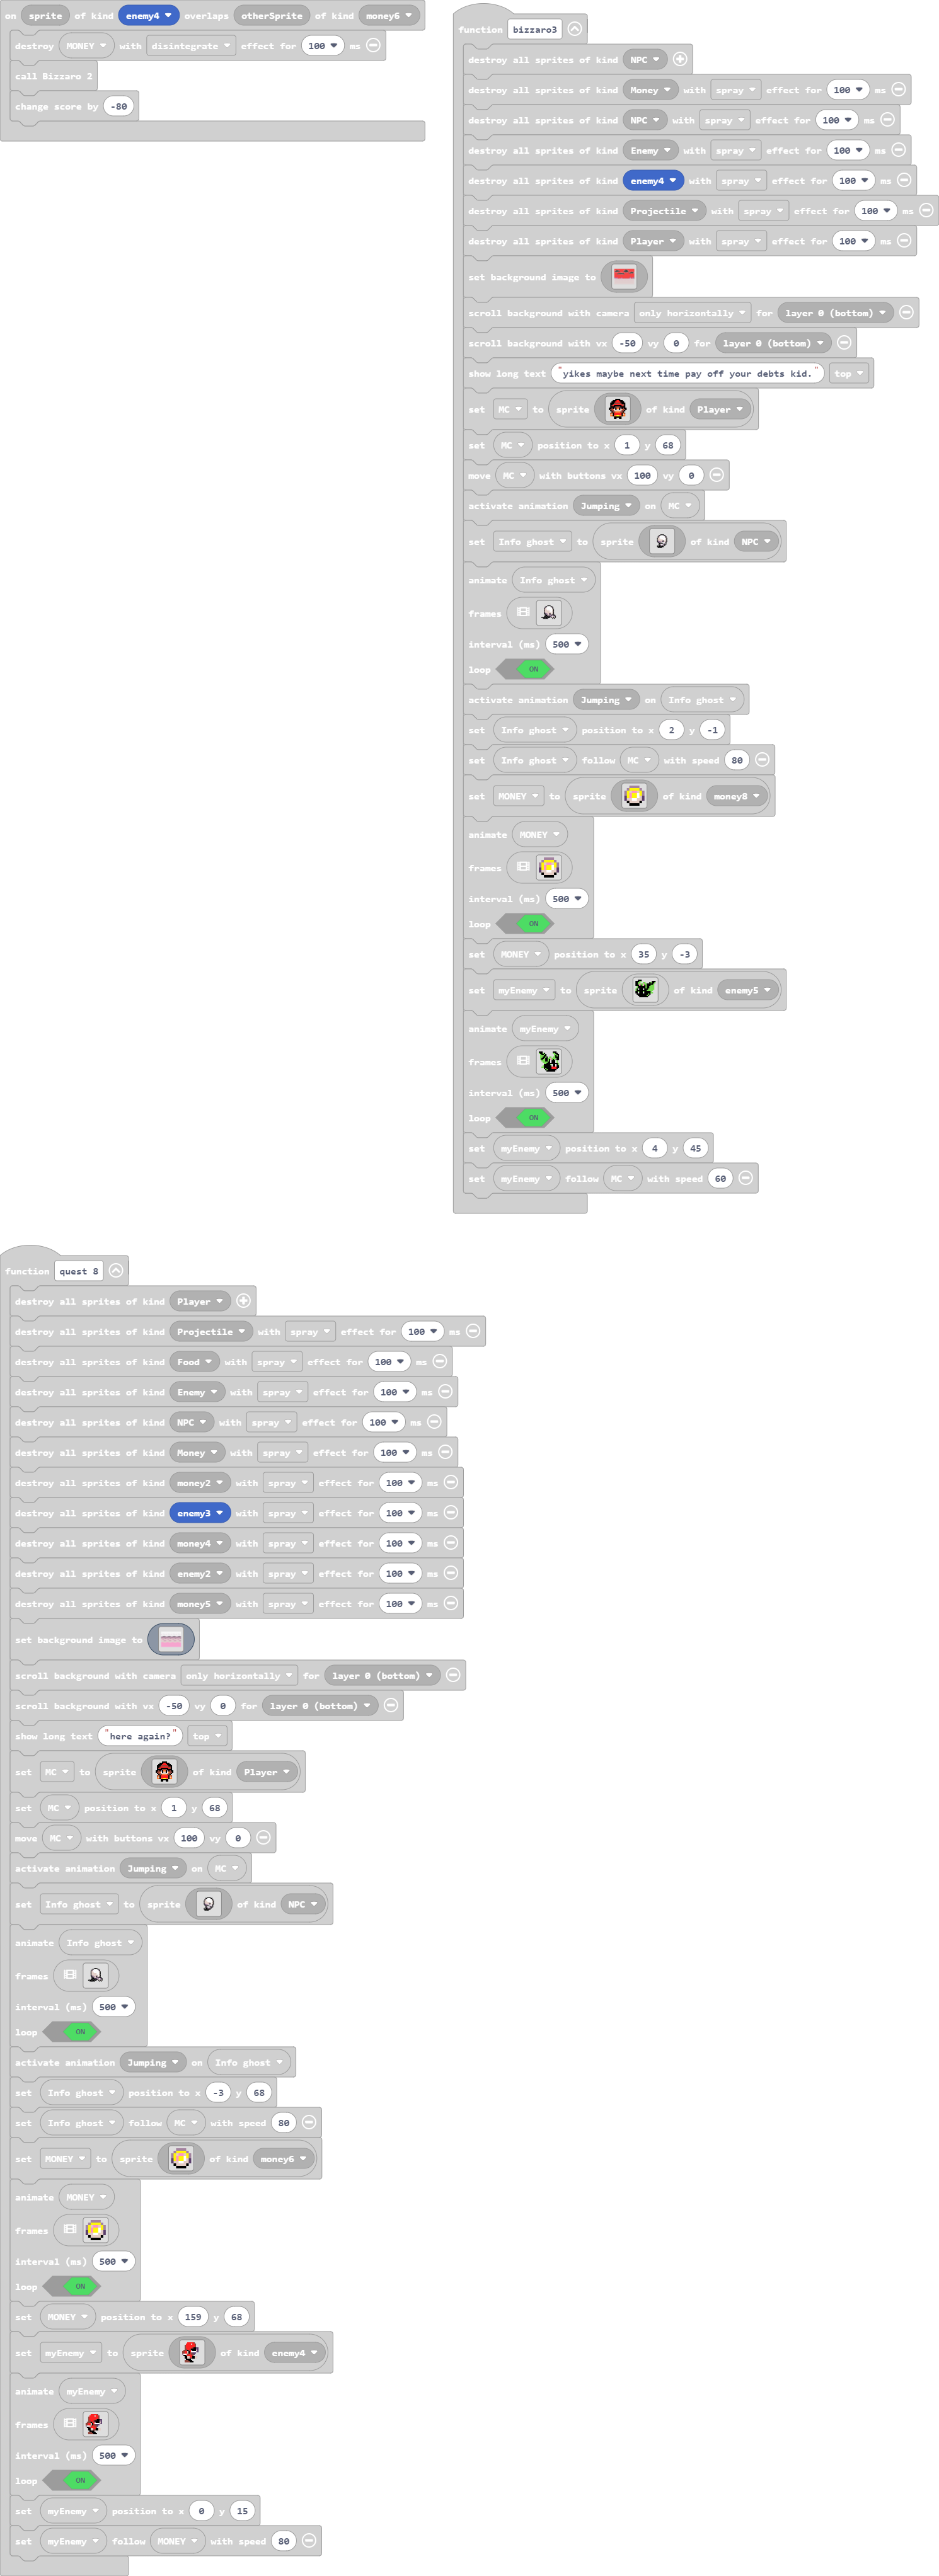 on sprite of kind enemy4 overlaps otherSprite of kind money6
destroy MONEY with disintegrate effect for 100 ms
call Bizzaro 2
change score by -80
function bizzaro3
destroy all sprites of kind NPC
destroy all sprites of kind Money with spray effect for 100 ms
destroy all sprites of kind NPC with spray effect for 100 ms
destroy all sprites of kind Enemy with spray effect for 100 ms
destroy all sprites of kind enemy4 with spray effect for 100 ms
destroy all sprites of kind Projectile with spray effect for 100 ms
destroy all sprites of kind Player with spray effect for 100 ms
set background image to
scroll background with camera only horizontally for layer 0 (bottom)
scroll background with vx -50 vy 0 for layer 0 (bottom)
show long text "yikes maybe next time pay off your debts kid." top
set MC to sprite of kind Player
set MC position to x 1 y 68
move MC with buttons vx 100 vy 0
activate animation Jumping on MC
set Info ghost to sprite of kind NPC
animate Info ghost
frames
interval (ms) 500
loop ON
activate animation Jumping on Info ghost
set Info ghost position to x 2 y -1
set Info ghost follow MC with speed 80
set MONEY to sprite of kind money8
animate MONEY
frames
interval (ms) 500
loop ON
set MONEY position to x 35 y -3
set myEnemy to sprite of kind enemy5
animate myEnemy
frames
interval (ms) 500
loop ON
set myEnemy position to x 4 y 45
set myEnemy follow MC with speed 60
function quest 8
destroy all sprites of kind Player
destroy all sprites of kind Projectile with spray effect for 100 ms
destroy all sprites of kind Food with spray effect for 100 ms
destroy all sprites of kind Enemy with spray effect for 100 ms
destroy all sprites of kind NPC with spray effect for 100 ms
destroy all sprites of kind Money with spray effect for 100 ms
destroy all sprites of kind money2 with spray effect for 100 ms
destroy all sprites of kind enemy3 with spray effect for 100 ms
destroy all sprites of kind money4 with spray effect for 100 ms
destroy all sprites of kind enemy2 with spray effect for 100 ms
destroy all sprites of kind money5 with spray effect for 100 ms
set background image to
scroll background with camera only horizontally for layer 0 (bottom)
scroll background with vx -50 vy 0 for layer 0 (bottom)
show long text "here again?" top
set MC to sprite of kind Player
set MC position to x 1 y 68
move MC with buttons vx 100 vy 0
activate animation Jumping on MC
set Info ghost to sprite of kind NPC
animate Info ghost
frames
interval (ms) 500
loop ON
activate animation Jumping on Info ghost
set Info ghost position to x -3 y 68
set Info ghost follow MC with speed 80
set MONEY to sprite of kind money6
animate MONEY
frames
interval (ms) 500
loop ON
set MONEY position to x 159 y 68
set myEnemy to sprite of kind enemy4
animate myEnemy
frames
interval (ms) 500
loop ON
set myEnemy position to x 0 y 15
set myEnemy follow MONEY with speed 80